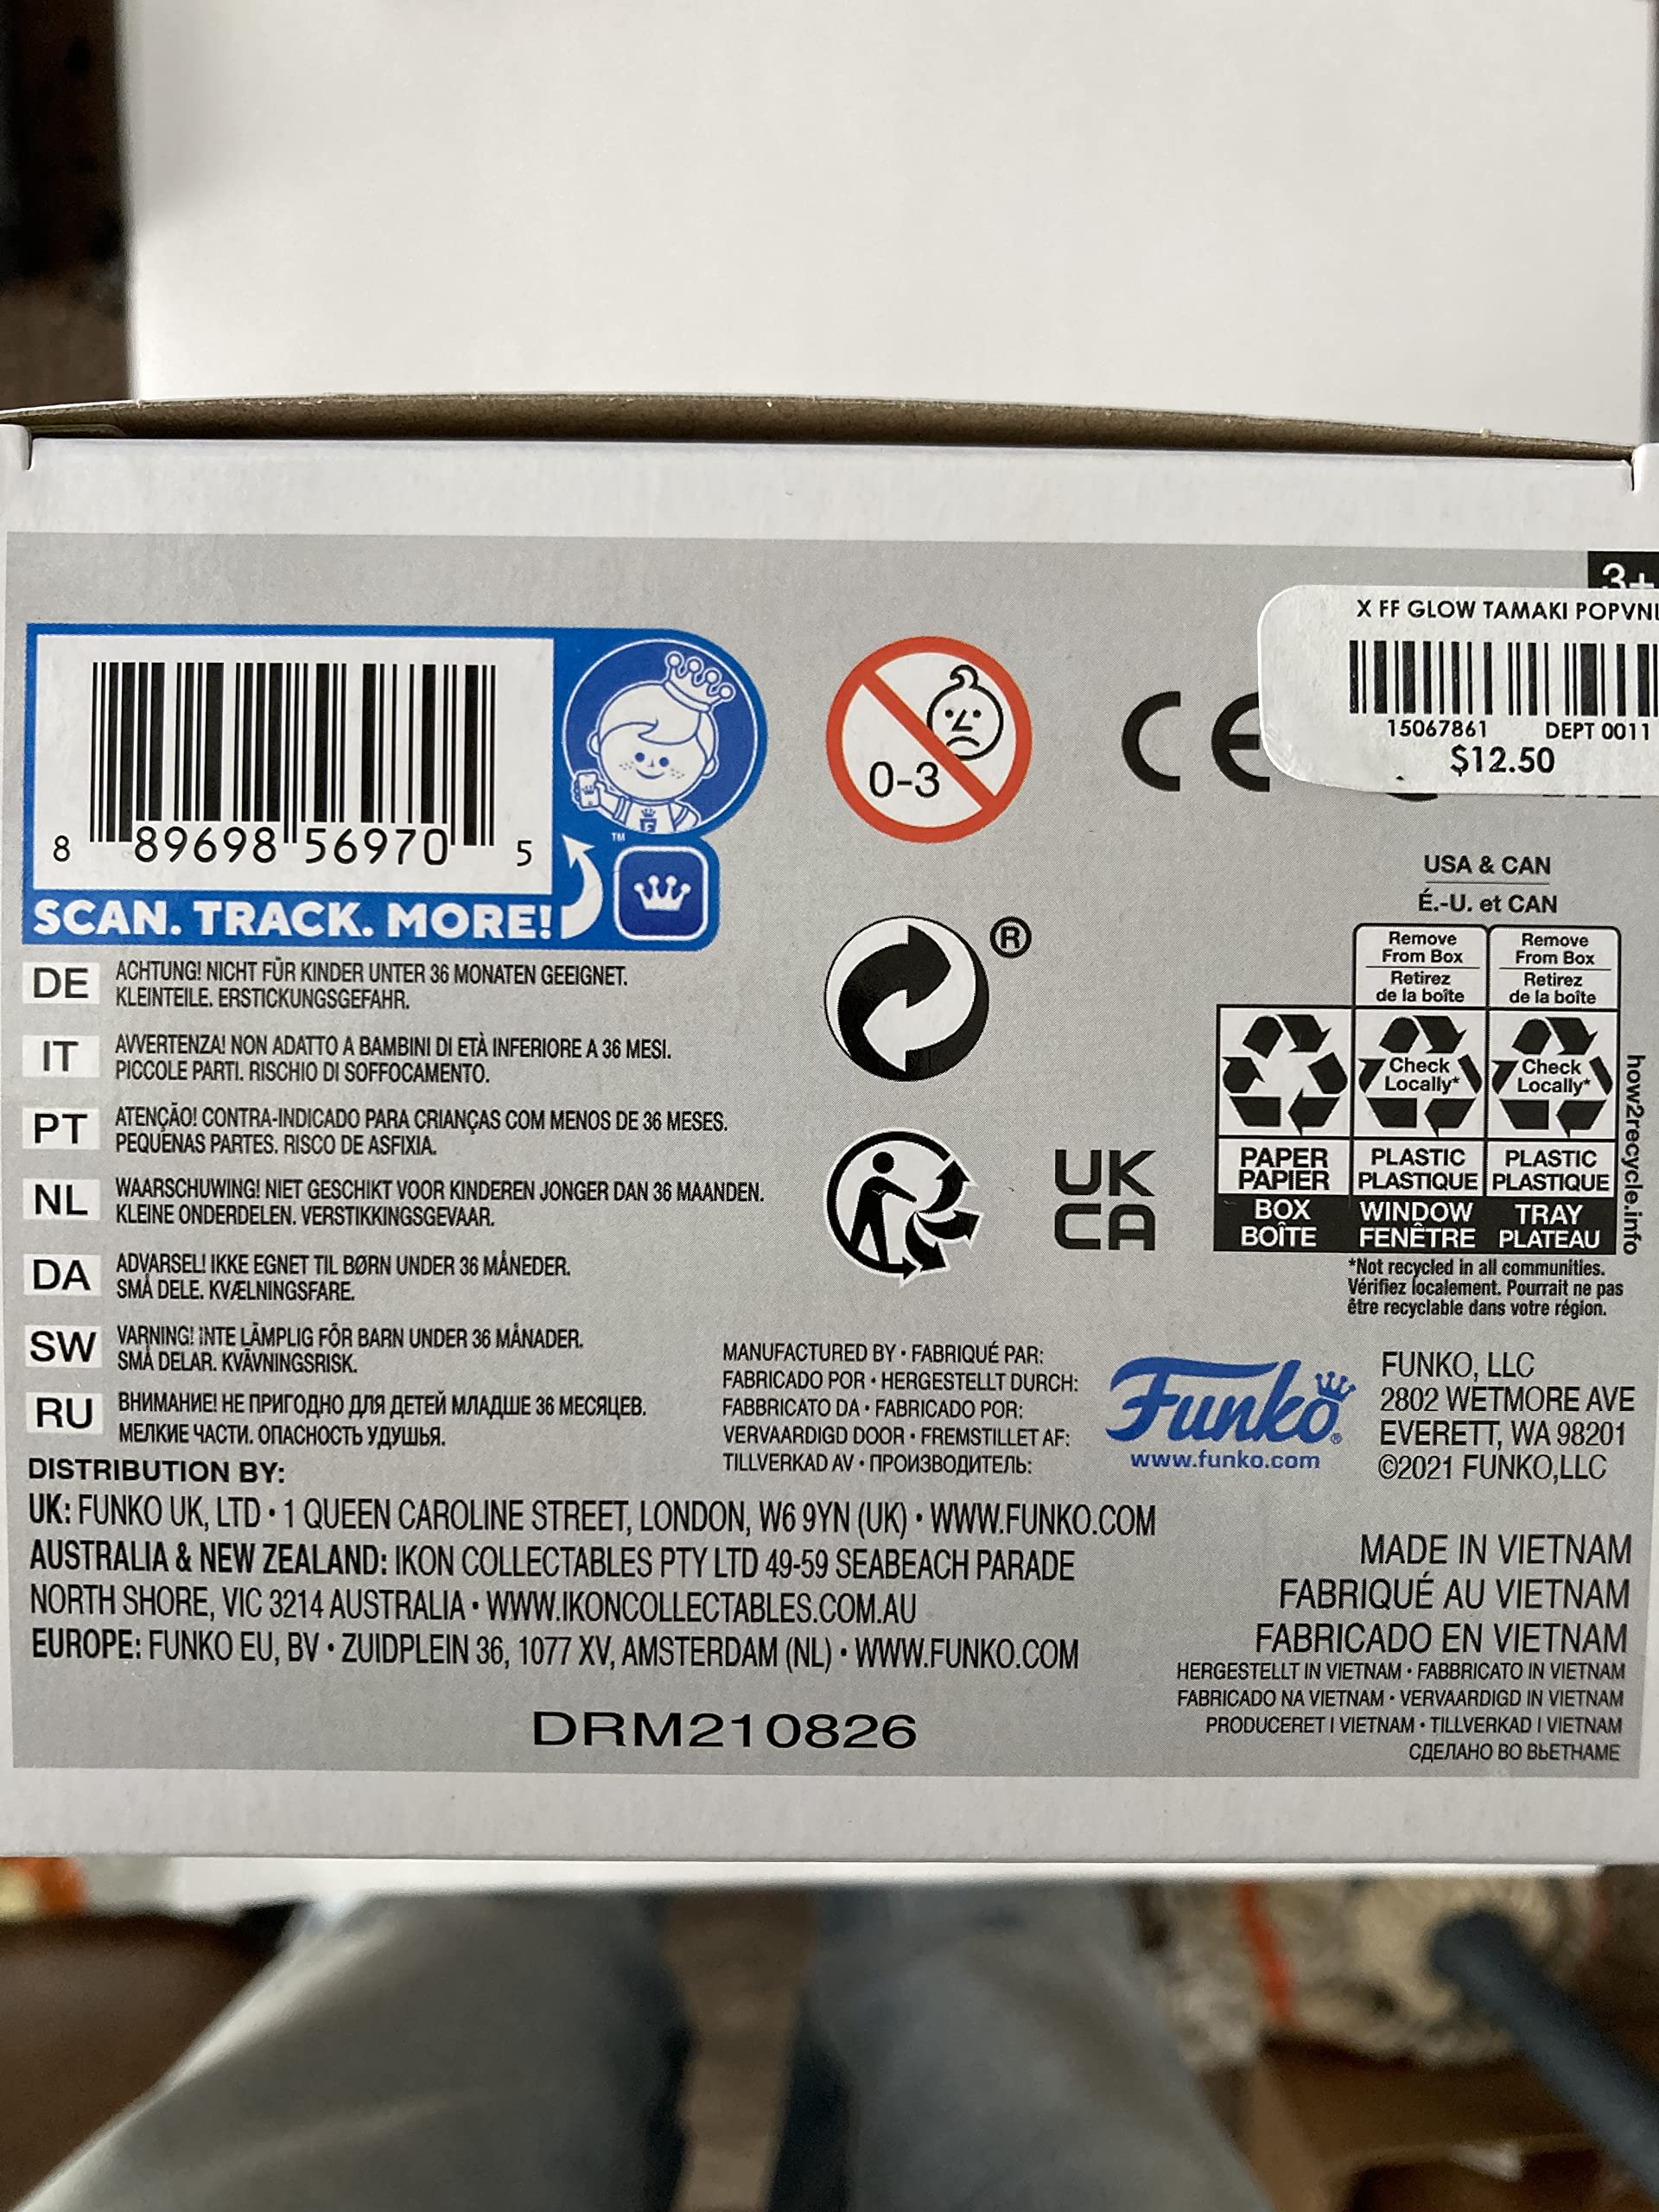 3+
X FF GLOW TAMAKI POPVNL
15067861 DEPT 0011
$12.50
8 89698 56970 5
TM
SCAN. TRACK. MORE!
0-3
CE
®
UK
CA
USA & CAN
É.-U. et CAN
Remove From Box
Retirez de la boîte
Remove From Box
Retirez de la boîte
Check Locally*
Check Locally*
PAPER PAPIER
PLASTIC PLASTIQUE
PLASTIC PLASTIQUE
BOX BOÎTE
WINDOW FENÊTRE
TRAY PLATEAU
how2recycle.info
*Not recycled in all communities.
Vérifiez localement. Pourrait ne pas
être recyclable dans votre région.
DE ACHTUNG! NICHT FÜR KINDER UNTER 36 MONATEN GEEIGNET.
KLEINTEILE. ERSTICKUNGSGEFAHR.
IT AVVERTENZA! NON ADATTO A BAMBINI DI ETÀ INFERIORE A 36 MESI.
PICCOLE PARTI. RISCHIO DI SOFFOCAMENTO.
PT ATENÇÃO! CONTRA-INDICADO PARA CRIANÇAS COM MENOS DE 36 MESES.
PEQUENAS PARTES. RISCO DE ASFIXIA.
NL WAARSCHUWING! NIET GESCHIKT VOOR KINDEREN JONGER DAN 36 MAANDEN.
KLEINE ONDERDELEN. VERSTIKKINGSGEVAAR.
DA ADVARSEL! IKKE EGNET TIL BØRN UNDER 36 MÅNEDER.
SMÅ DELE. KVÆLNINGSFARE.
SW VARNING! INTE LÄMPLIG FÖR BARN UNDER 36 MÅNADER.
SMÅ DELAR. KVÄVNINGSRISK.
RU ВНИМАНИЕ! НЕ ПРИГОДНО ДЛЯ ДЕТЕЙ МЛАДШЕ 36 МЕСЯЦЕВ.
МЕЛКИЕ ЧАСТИ. ОПАСНОСТЬ УДУШЬЯ.
MANUFACTURED BY • FABRIQUÉ PAR:
FABRICADO POR • HERGESTELLT DURCH:
FABBRICATO DA • FABRICADO POR:
VERVAARDIGD DOOR • FREMSTILLET AF:
TILLVERKAD AV • ПРОИЗВОДИТЕЛЬ:
Funko®
www.funko.com
FUNKO, LLC
2802 WETMORE AVE
EVERETT, WA 98201
©2021 FUNKO,LLC
DISTRIBUTION BY:
UK: FUNKO UK, LTD • 1 QUEEN CAROLINE STREET, LONDON, W6 9YN (UK) • WWW.FUNKO.COM
AUSTRALIA & NEW ZEALAND: IKON COLLECTABLES PTY LTD 49-59 SEABEACH PARADE
NORTH SHORE, VIC 3214 AUSTRALIA • WWW.IKONCOLLECTABLES.COM.AU
EUROPE: FUNKO EU, BV • ZUIDPLEIN 36, 1077 XV, AMSTERDAM (NL) • WWW.FUNKO.COM
MADE IN VIETNAM
FABRIQUÉ AU VIETNAM
FABRICADO EN VIETNAM
HERGESTELLT IN VIETNAM • FABBRICATO IN VIETNAM
FABRICADO NA VIETNAM • VERVAARDIGD IN VIETNAM
PRODUCERET I VIETNAM • TILLVERKAD I VIETNAM
СДЕЛАНО ВО ВЬЕТНАМЕ
DRM210826